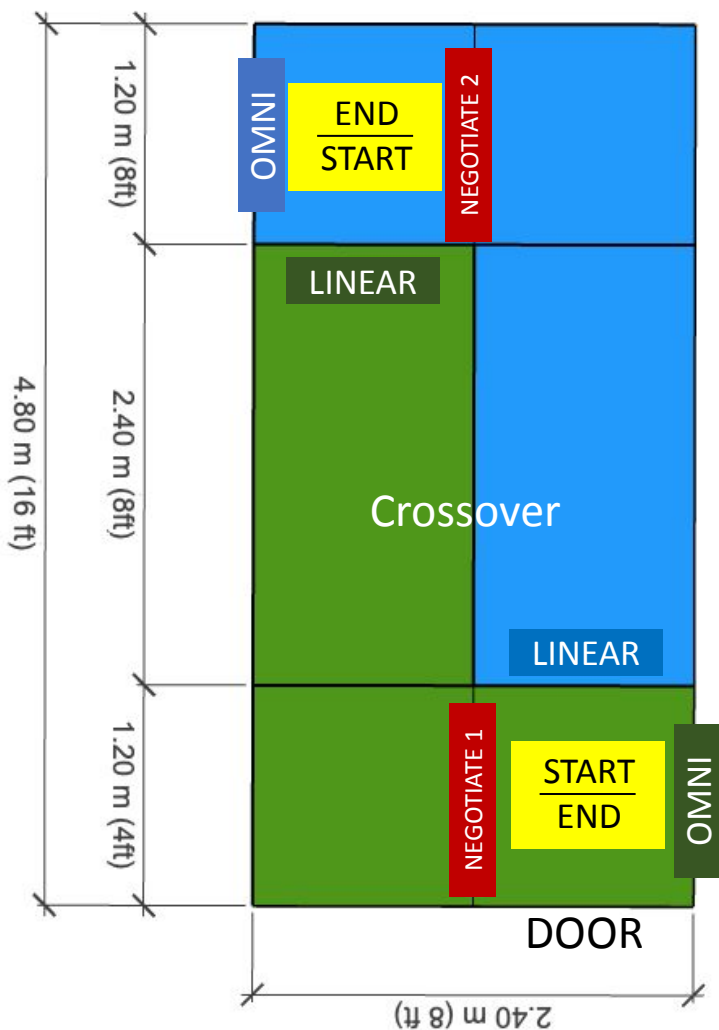 OMNI
END
START
NEGOTIATE 2
1.20 m (8ft)
LINEAR
4.80 m (16 ft)
2.40 m (8ft)
Crossover
LINEAR
1.20 m (4ft)
NEGOTIATE 1
START
END
OMNI
DOOR
2.40 m (8 ft)